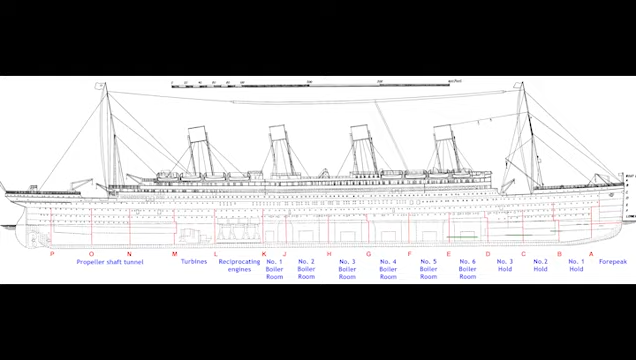 P O N M L K J H G F E D C B A
Propeller shaft tunnel
Turbines
Reciprocating
engines
No. 1
Boiler
Room
No. 2
Boiler
Room
No. 3
Boiler
Room
No. 4
Boiler
Room
No. 5
Boiler
Room
No. 6
Boiler
Room
No. 3
Hold
No.2
Hold
No. 1
Hold
Forepeak